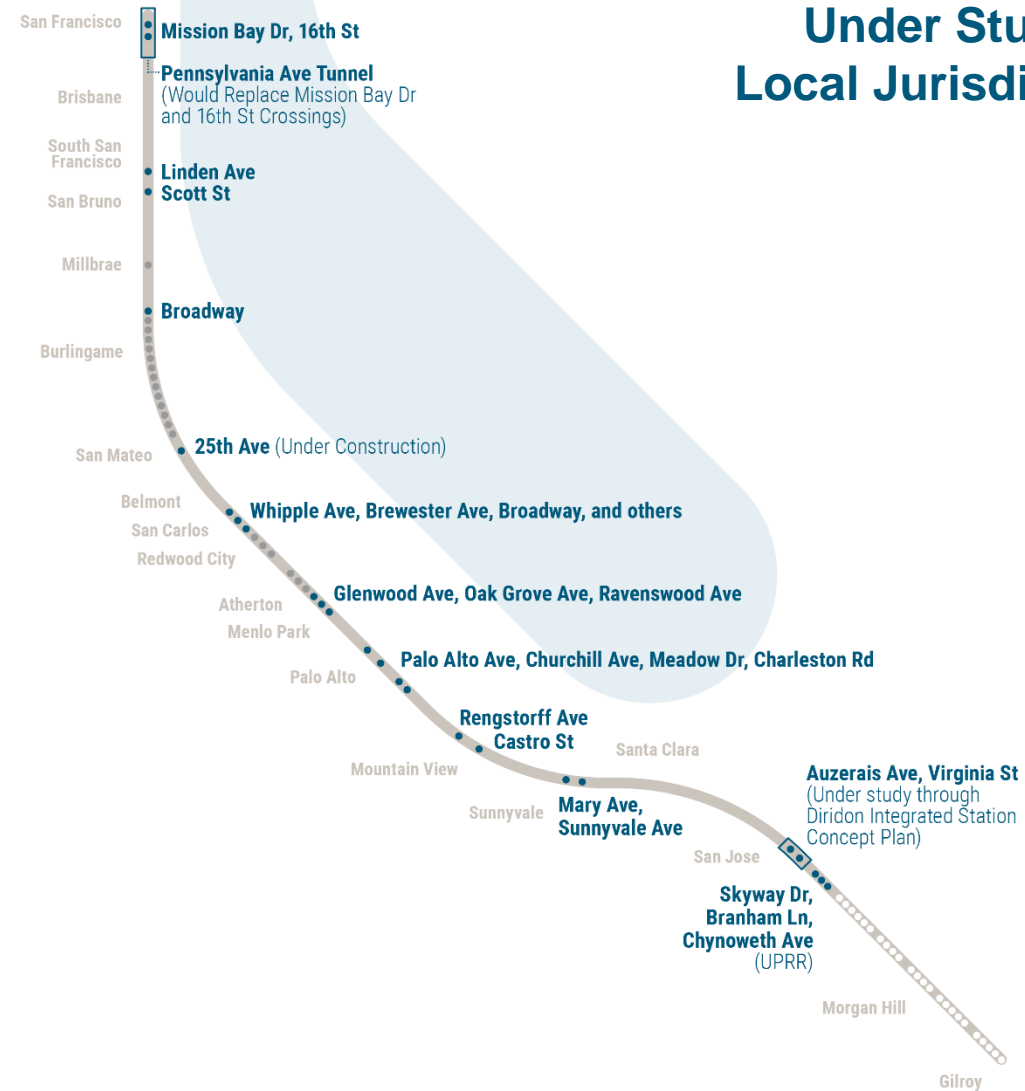 Under Stu
Local Jurisdi
San Francisco
Mission Bay Dr, 16th St
Pennsylvania Ave Tunnel
(Would Replace Mission Bay Dr
and 16th St Crossings)
Brisbane
South San
Francisco
Linden Ave
San Bruno
Scott St
Millbrae
Broadway
Burlingame
San Mateo
25th Ave (Under Construction)
Belmont
San Carlos
Whipple Ave, Brewester Ave, Broadway, and others
Redwood City
Atherton
Glenwood Ave, Oak Grove Ave, Ravenswood Ave
Menlo Park
Palo Alto
Palo Alto Ave, Churchill Ave, Meadow Dr, Charleston Rd
Rengstorff Ave
Castro St
Mountain View
Santa Clara
Sunnyvale
Mary Ave,
Sunnyvale Ave
Auzerais Ave, Virginia St
(Under study through
Diridon Integrated Station
Concept Plan)
San Jose
Skyway Dr,
Branham Ln,
Chynoweth Ave
(UPRR)
Morgan Hill
Gilroy